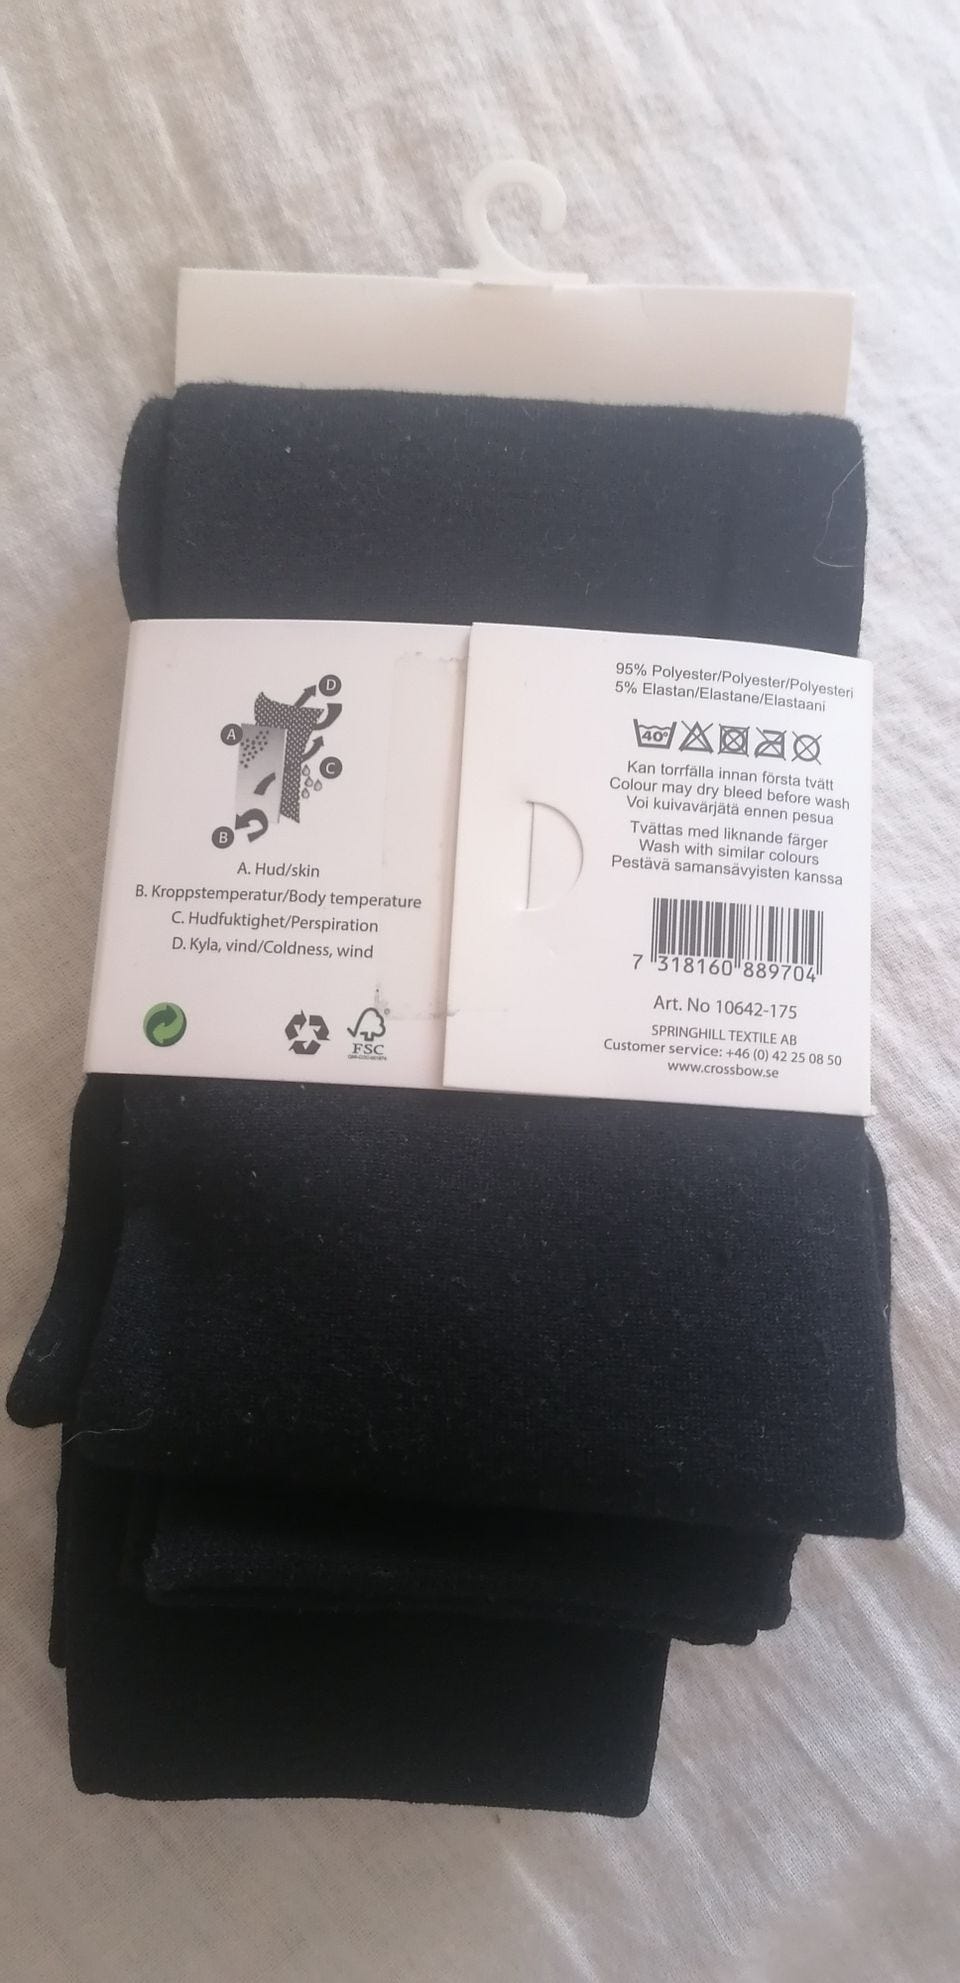 D
A
C
B
A. Hud/skin
B. Kroppstemperatur/Body temperature
C. Hudfuktighet/Perspiration
D. Kyla, vind/Coldness, wind
FSC
95% Polyester/Polyester/Polyesteri
5% Elastan/Elastane/Elastaani
40°
Kan torrfälla innan första tvätt
Colour may dry bleed before wash
Voi kuivavärjätä ennen pesua
Tvättas med liknande färger
Wash with similar colours
Pestävä samansävyisten kanssa
7 318160 889704
Art. No 10642-175
SPRINGHILL TEXTILE AB
Customer service: +46 (0) 42 25 08 50
www.crossbow.se